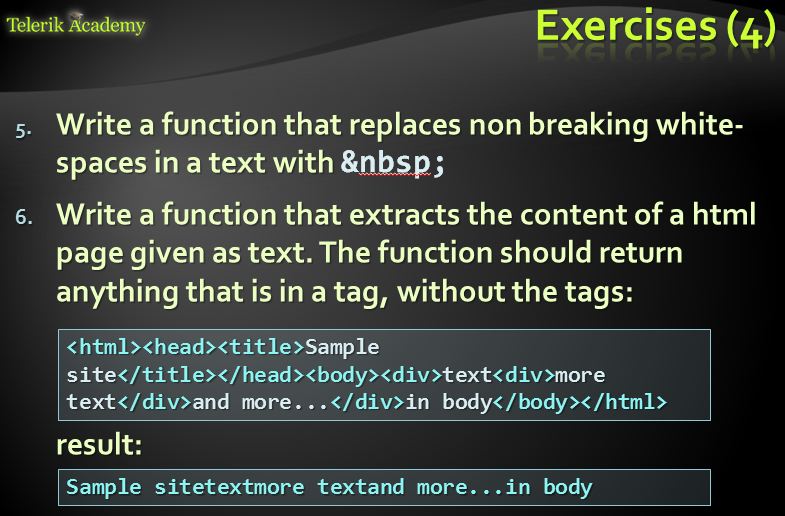 Telerik Academy
Exercises (4)
5. Write a function that replaces non breaking white-
spaces in a text with &nbsp;
6. Write a function that extracts the content of a html
page given as text. The function should return
anything that is in a tag, without the tags:
<html><head><title>Sample
site</title></head><body><div>text<div>more
text</div>and more...</div>in body</body></html>
result:
Sample sitetextmore textand more...in body